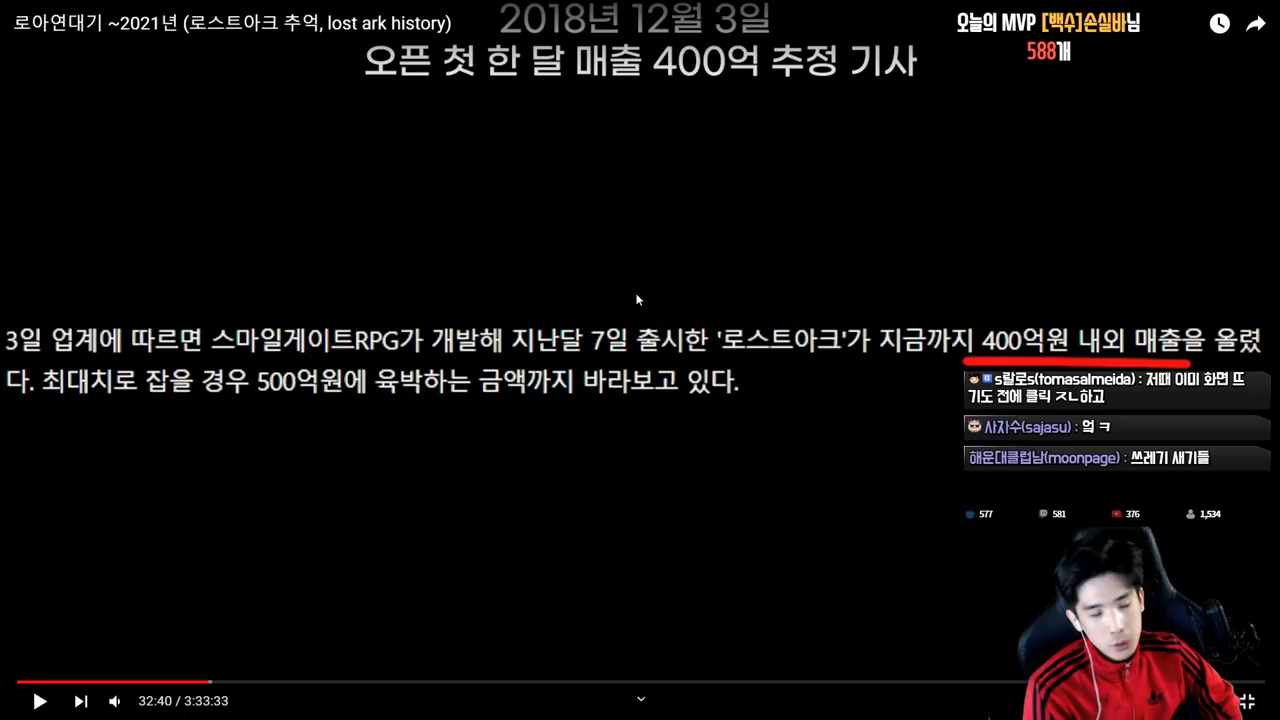 로아연대기 ~2021년 (로스트아크 추억, lost ark history)
2018년 12월 3일
오늘의 MVP [백수]손실바님
588개
오픈 첫 한 달 매출 400억 추정 기사
3일 업계에 따르면 스마일게이트RPG가 개발해 지난달 7일 출시한 '로스트아크'가 지금까지 400억원 내외 매출을 올렸
다. 최대치로 잡을 경우 500억원에 육박하는 금액까지 바라보고 있다.
s랄로s(tomasalmeida) : 저때 이미 화면 뜨
기도 전에 클릭 ㅈㄴ하고
사자수(sajasu) : 엌 ㅋ
해운대클럽남(moonpage) : 쓰레기 새기들
577 581 376 1,534
32:40 / 3:33:33